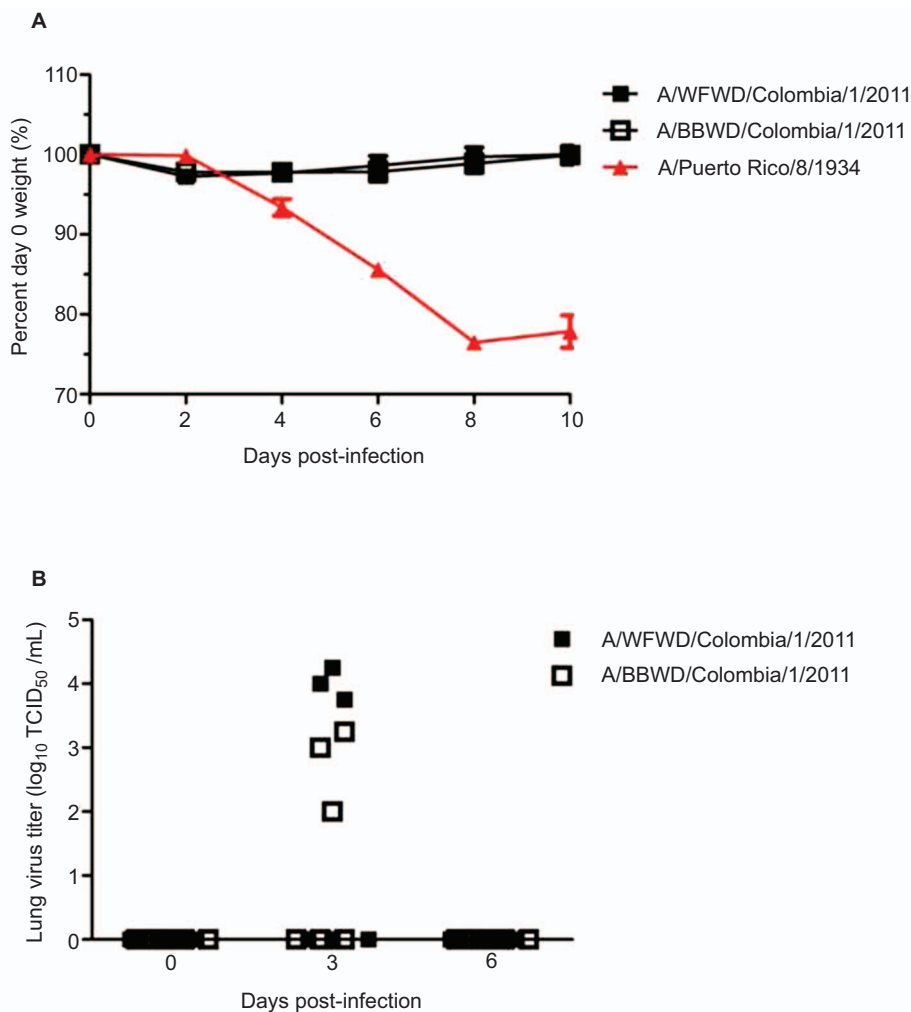 A
110
100
90
80
70
Percent day 0 weight (%)
0 2 4 6 8 10
Days post-infection
A/WFWD/Colombia/1/2011
A/BBWD/Colombia/1/2011
A/Puerto Rico/8/1934
B
5
4
3
2
1
0
Lung virus titer (log10 TCID50 /mL)
0 3 6
Days post-infection
A/WFWD/Colombia/1/2011
A/BBWD/Colombia/1/2011